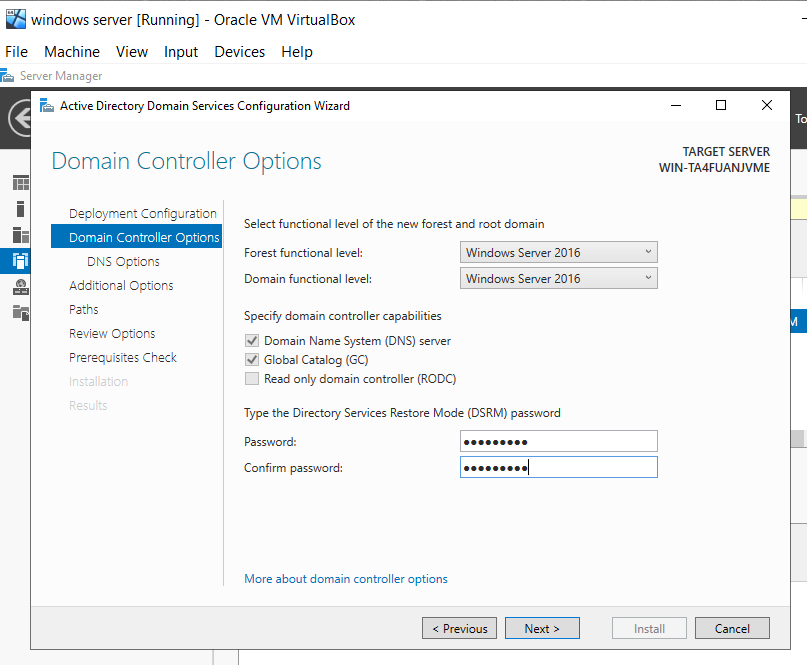 windows server [Running] - Oracle VM VirtualBox
File Machine View Input Devices Help
Server Manager
Active Directory Domain Services Configuration Wizard
To
Domain Controller Options
TARGET SERVER
WIN-TA4FUANJVME
Deployment Configuration
Domain Controller Options
DNS Options
Additional Options
Paths
Review Options
Prerequisites Check
Installation
Results
Select functional level of the new forest and root domain
Forest functional level: Windows Server 2016
Domain functional level: Windows Server 2016
Specify domain controller capabilities
Domain Name System (DNS) server
Global Catalog (GC)
Read only domain controller (RODC)
Type the Directory Services Restore Mode (DSRM) password
Password: •••••••••
Confirm password: •••••••••
More about domain controller options
M
< Previous Next > Install Cancel